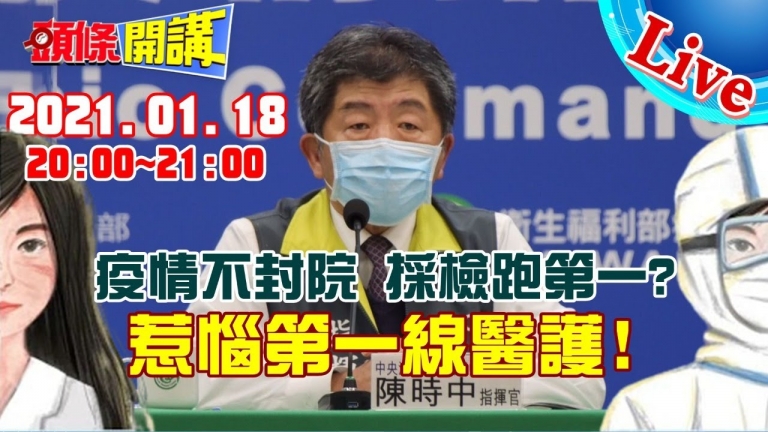 頭條開講
Live
2021.01.18
20:00~21:00
衛生福利部
部
疫情不封院 採檢跑第一?
惹惱第一線醫護!
中央
陳時中指揮官